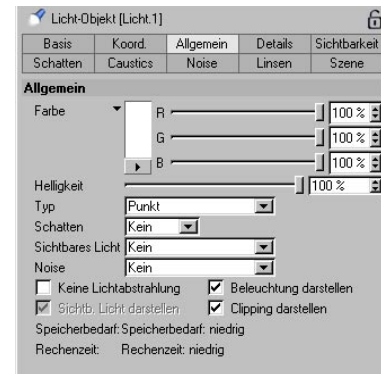 Licht-Objekt [Licht.1]
Basis Koord. Allgemein Details Sichtbarkeit
Schatten Caustics Noise Linsen Szene
Allgemein
Farbe R 100 %
G 100 %
B 100 %
Helligkeit 100 %
Typ Punkt
Schatten Kein
Sichtbares Licht Kein
Noise Kein
Keine Lichtabstrahlung Beleuchtung darstellen
Sichtb. Licht darstellen Clipping darstellen
Speicherbedarf: Speicherbedarf: niedrig
Rechenzeit: Rechenzeit: niedrig